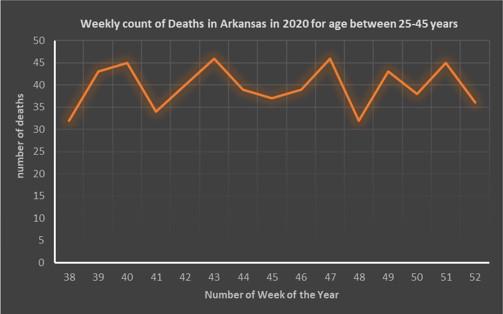 Weekly count of Deaths in Arkansas in 2020 for age between 25-45 years
50
45
40
35
30
25
20
15
10
5
0
number of deaths
38 39 40 41 42 43 44 45 46 47 48 49 50 51 52
Number of Week of the Year